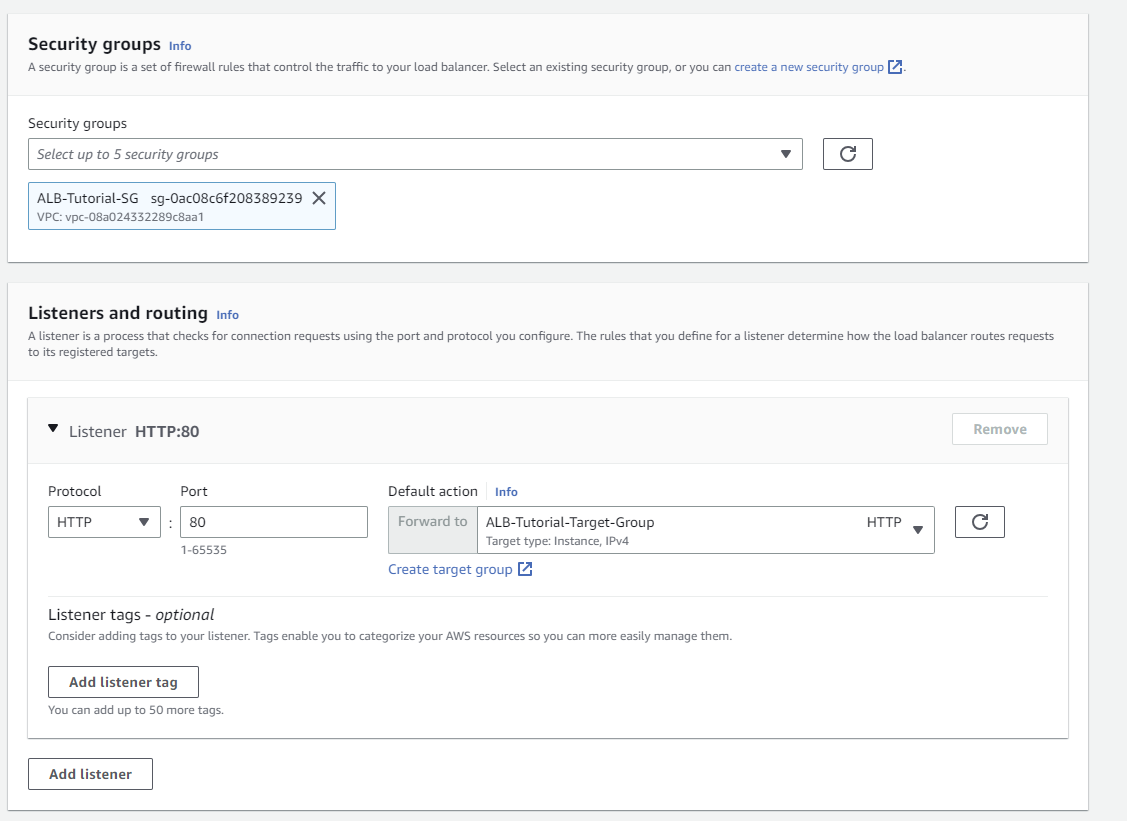 Security groups Info
A security group is a set of firewall rules that control the traffic to your load balancer. Select an existing security group, or you can create a new security group.
Security groups
Select up to 5 security groups
ALB-Tutorial-SG sg-0ac08c6f208389239
VPC: vpc-08a024332289c8aa1
Listeners and routing Info
A listener is a process that checks for connection requests using the port and protocol you configure. The rules that you define for a listener determine how the load balancer routes requests
to its registered targets.
Listener HTTP:80
Remove
Protocol Port Default action Info
HTTP : 80 Forward to ALB-Tutorial-Target-Group HTTP
Target type: Instance, IPv4
1-65535
Create target group
Listener tags - optional
Consider adding tags to your listener. Tags enable you to categorize your AWS resources so you can more easily manage them.
Add listener tag
You can add up to 50 more tags.
Add listener